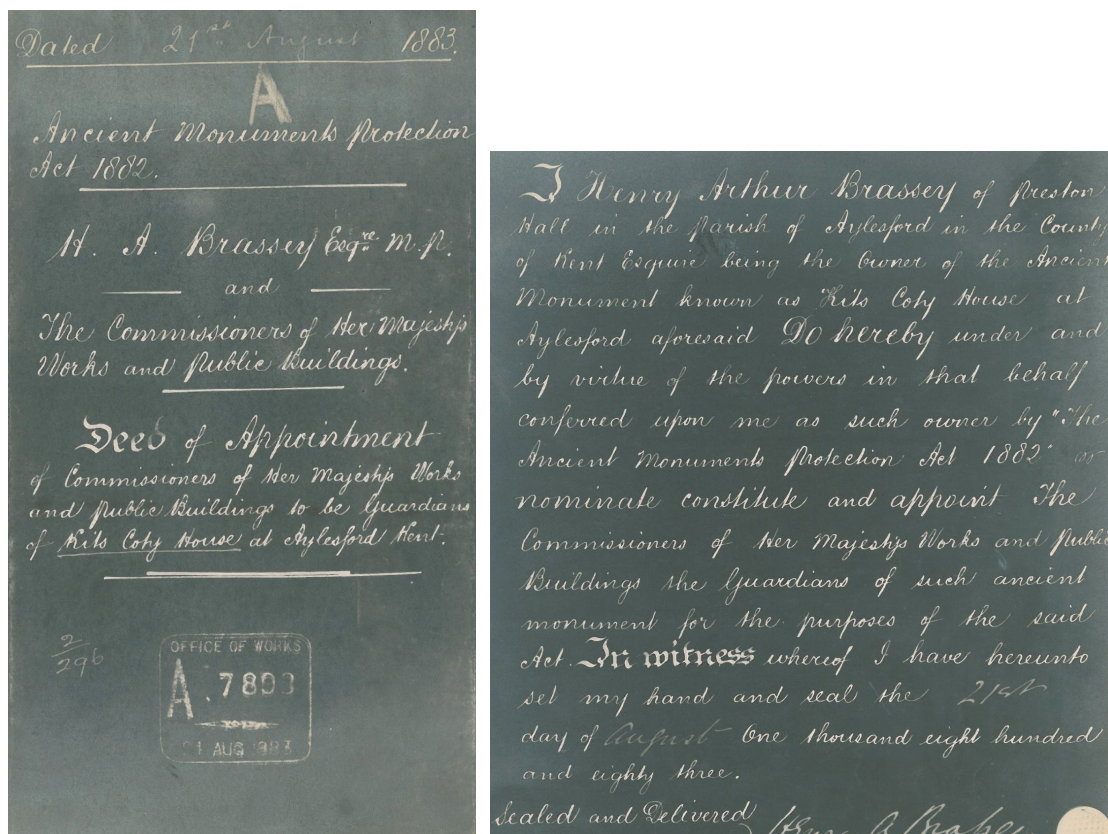 Dated 21st August 1883.
A
Ancient Monuments Protection
Act 1882.
H. A. Brassey Esqre M.P.
and
The Commissioners of Her Majesty's
Works and Public Buildings.
Deed of Appointment
of Commissioners of Her Majesty's Works
and Public Buildings to be Guardians
of Kits Coty House at Aylesford Kent.
2/296
OFFICE OF WORKS
A 7893
21 AUG 1883
I Henry Arthur Brassey of Preston
Hall in the Parish of Aylesford in the County
of Kent Esquire being the Owner of the Ancient
Monument known as Kits Coty House at
Aylesford aforesaid Do hereby under and
by virtue of the powers in that behalf
conferred upon me as such owner by "The
Ancient Monuments Protection Act 1882"
nominate constitute and appoint The
Commissioners of Her Majesty's Works and Public
Buildings the Guardians of such ancient
monument for the purposes of the said
Act. In witness whereof I have hereunto
set my hand and seal the 21st
day of August One thousand eight hundred
and eighty three.
Sealed and Delivered